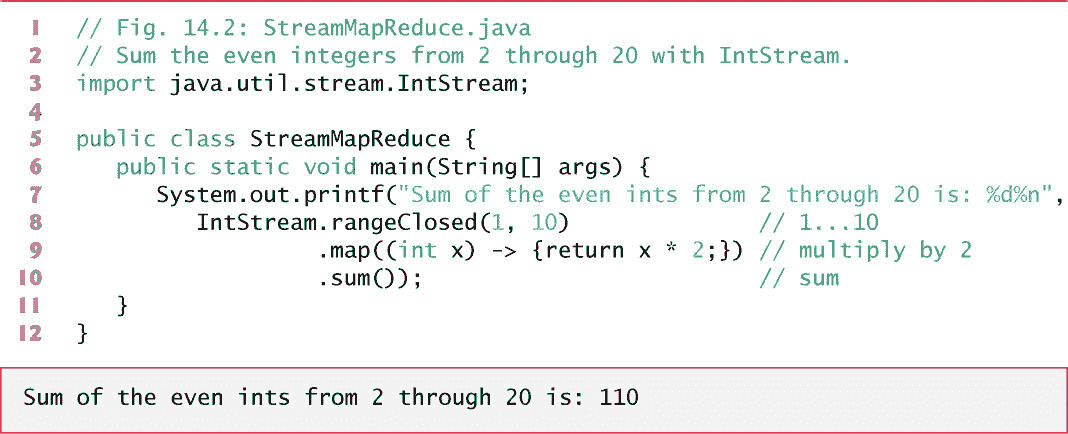 1 // Fig. 14.2: StreamMapReduce.java
2 // Sum the even integers from 2 through 20 with IntStream.
3 import java.util.stream.IntStream;
4
5 public class StreamMapReduce {
6 public static void main(String[] args) {
7 System.out.printf("Sum of the even ints from 2 through 20 is: %d%n",
8 IntStream.rangeClosed(1, 10) // 1...10
9 .map((int x) -> {return x * 2;}) // multiply by 2
10 .sum()); // sum
11 }
12 }
Sum of the even ints from 2 through 20 is: 110